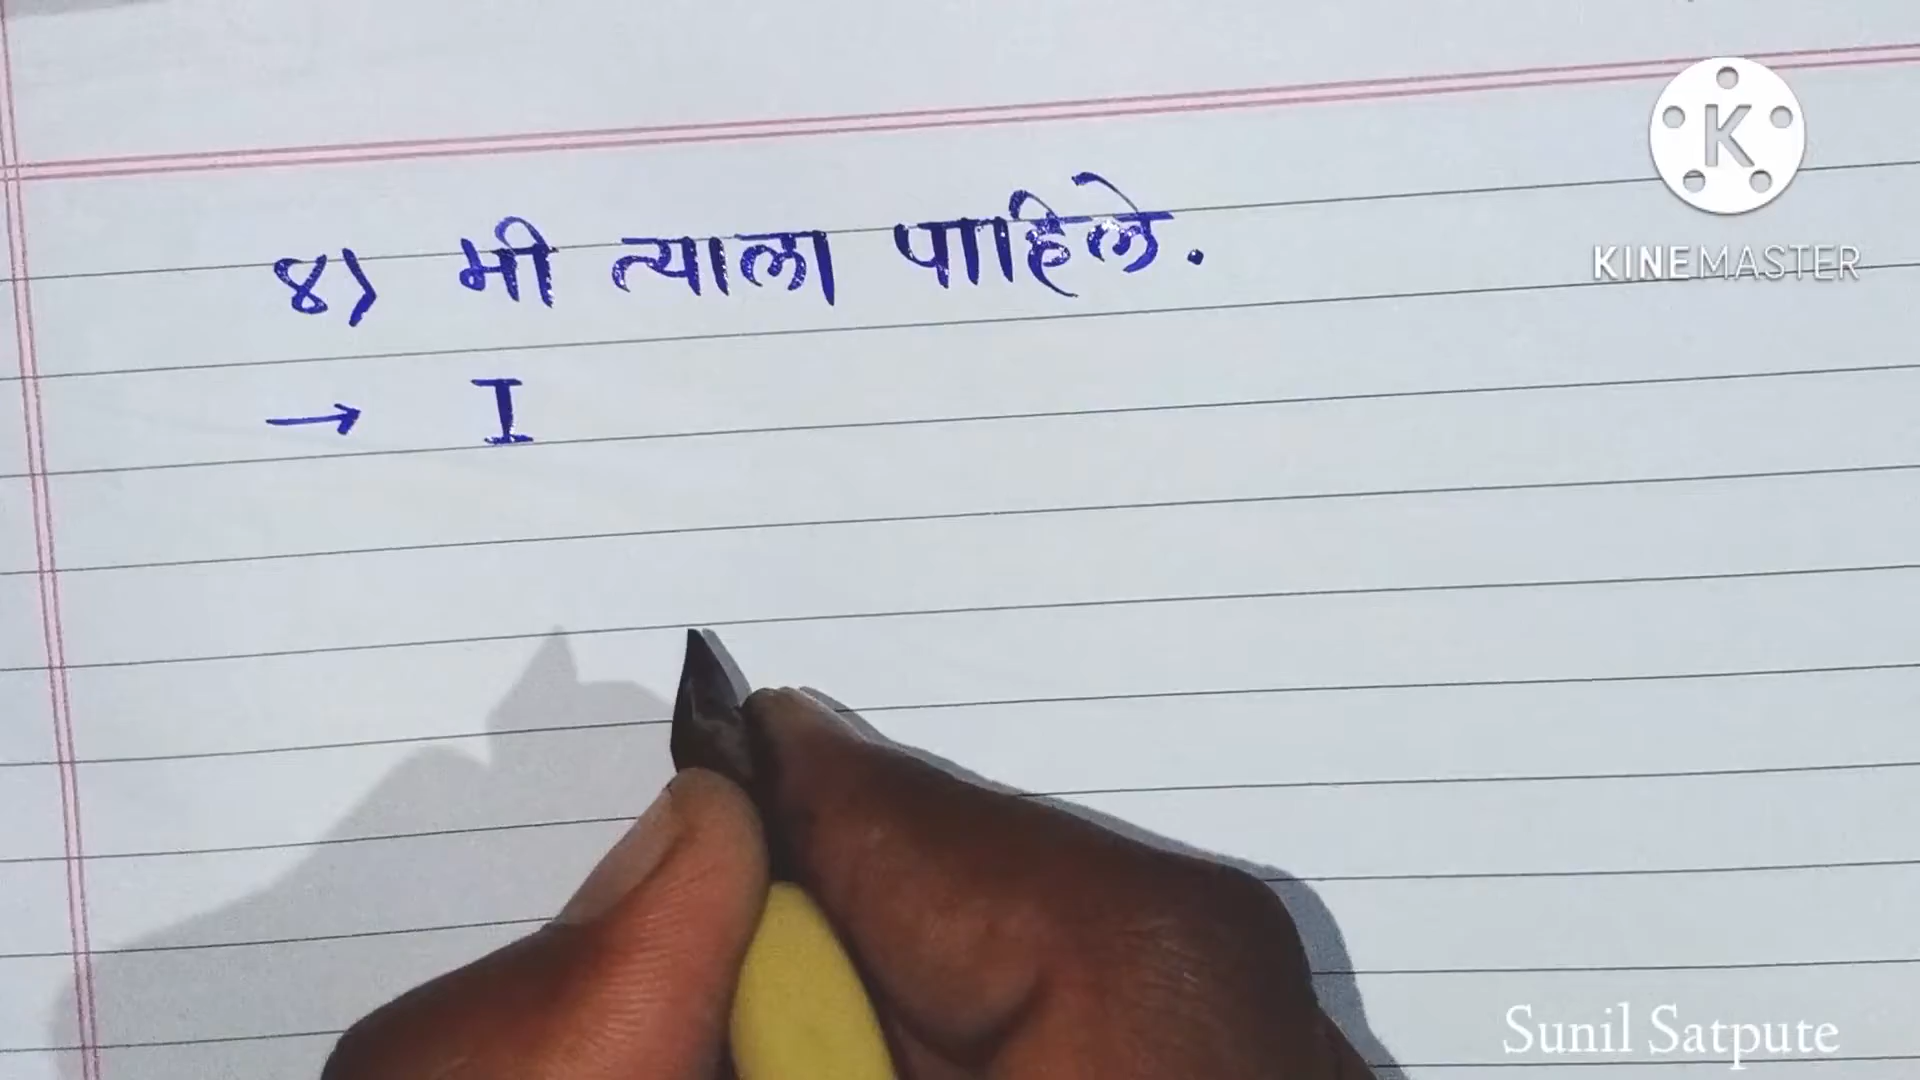 ४) मी त्याला पाहिले.
→ I
K
KINEMASTER
Sunil Satpute